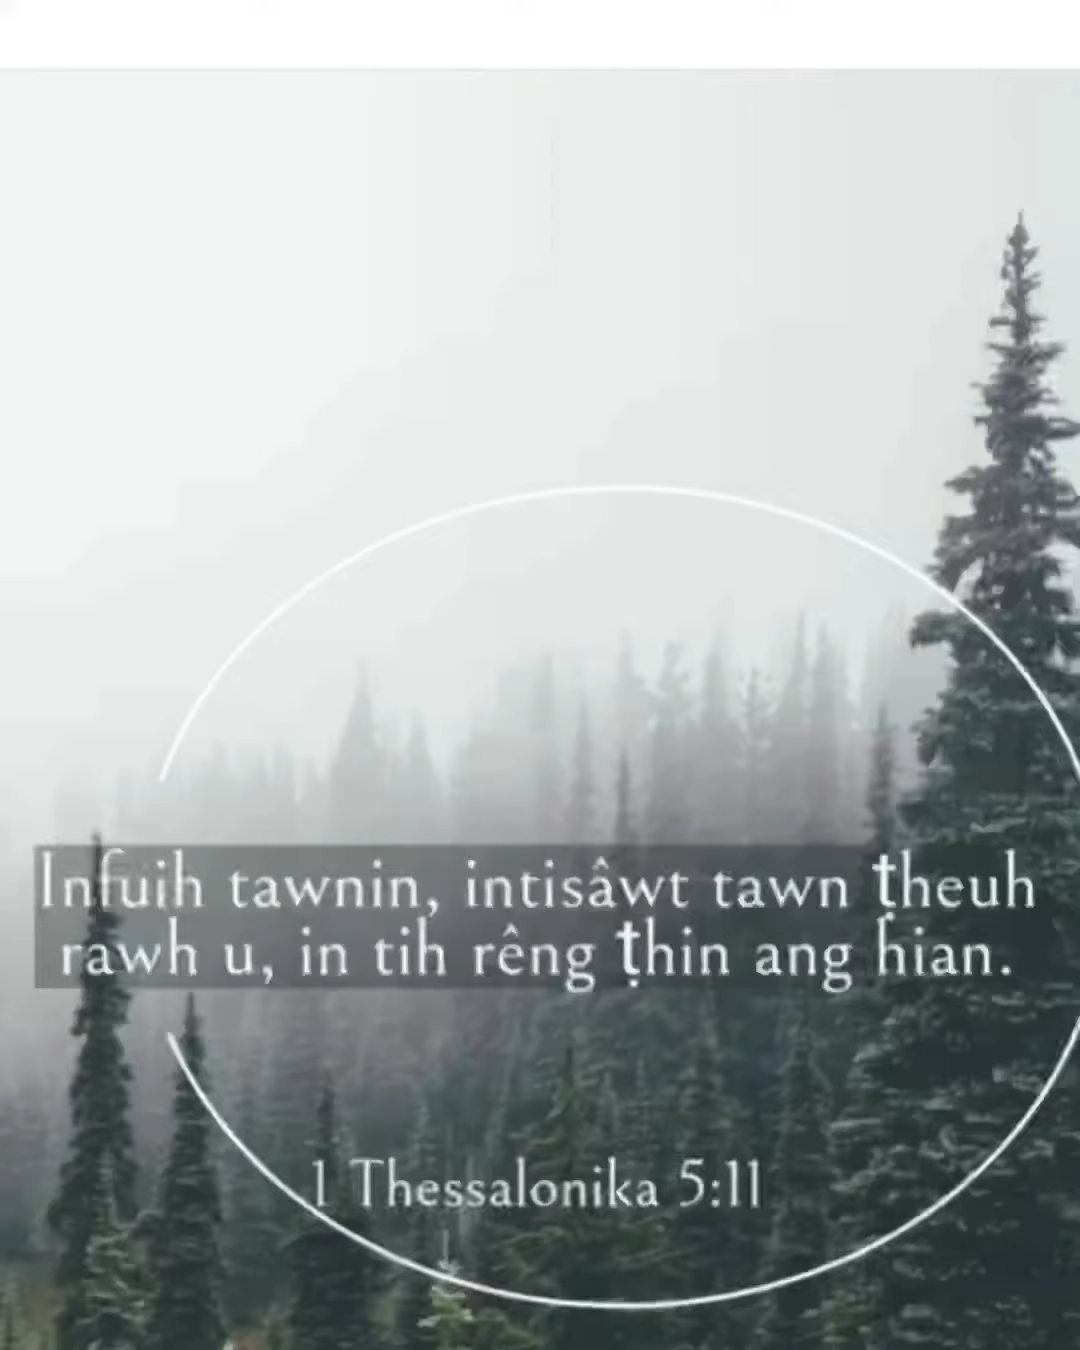 Infuih tawnin, intisâwt tawn ṭheuh
rawh u, in tih rêng ṭhin ang hian.
1 Thessalonika 5:11